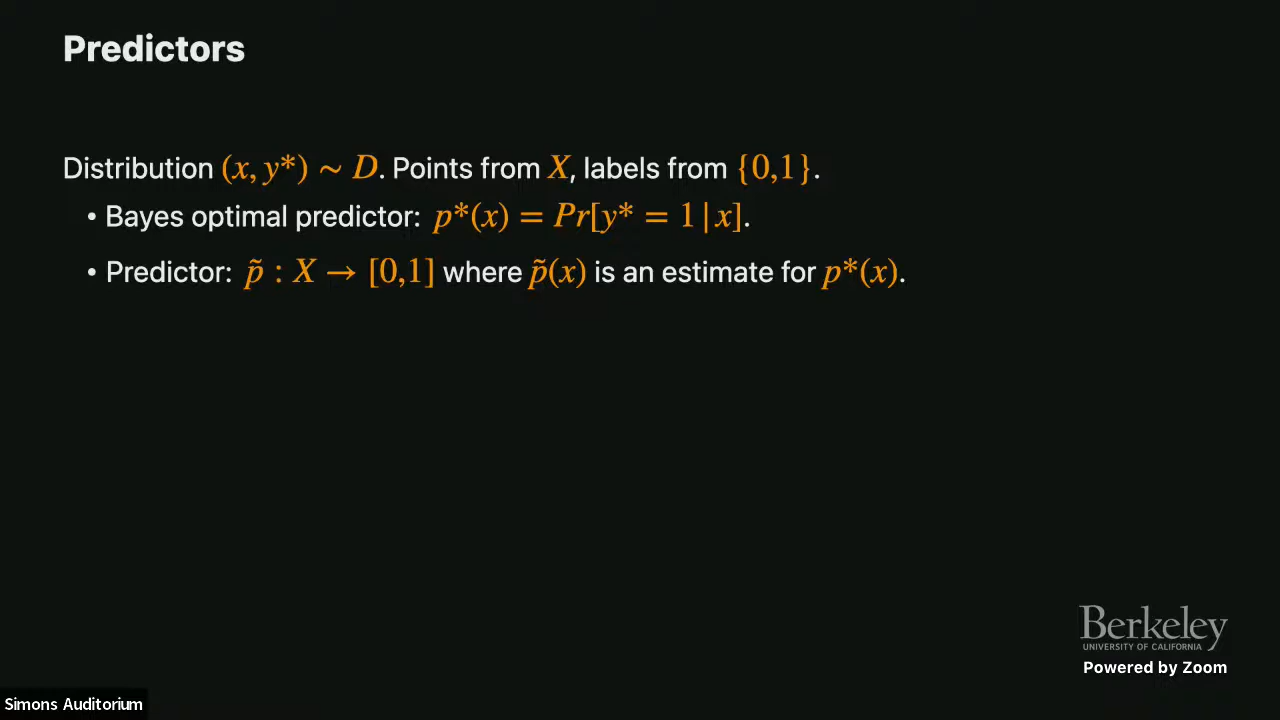 Predictors
Distribution (x, y*) ~ D. Points from X, labels from {0,1}.
• Bayes optimal predictor: p*(x) = Pr[y* = 1 | x].
• Predictor: p̃ : X → [0,1] where p̃(x) is an estimate for p*(x).
Berkeley
UNIVERSITY OF CALIFORNIA
Powered by Zoom
Simons Auditorium